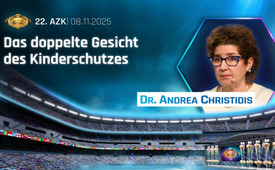 22. AZK | 08.11.2025
Das doppelte Gesicht
des Kinderschutzes
Dr. Andrea Christidis